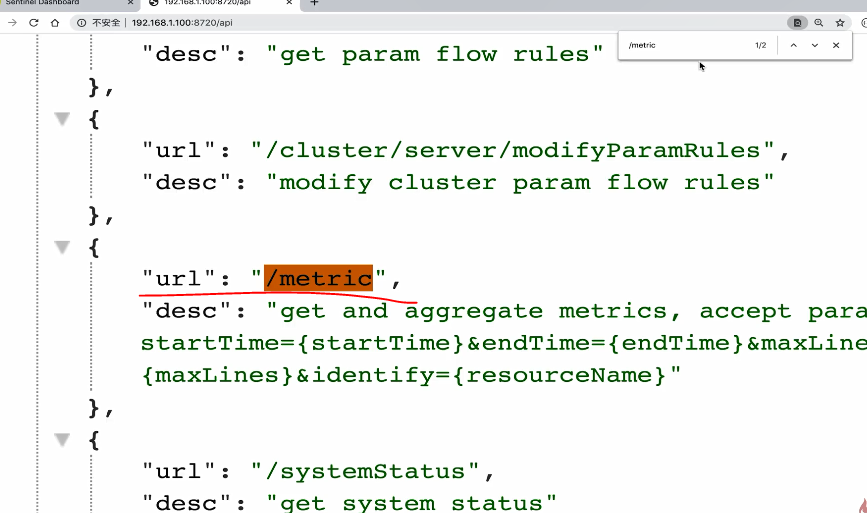 Sentinel Dashboard
192.168.1.100:8720/api
不安全 | 192.168.1.100:8720/api
/metric 1/2
"desc": "get param flow rules"
},
{
"url": "/cluster/server/modifyParamRules",
"desc": "modify cluster param flow rules"
},
{
"url": "/metric",
"desc": "get and aggregate metrics, accept para
startTime={startTime}&endTime={endTime}&maxLine
{maxLines}&identify={resourceName}"
},
{
"url": "/systemStatus",
"desc": "get system status"